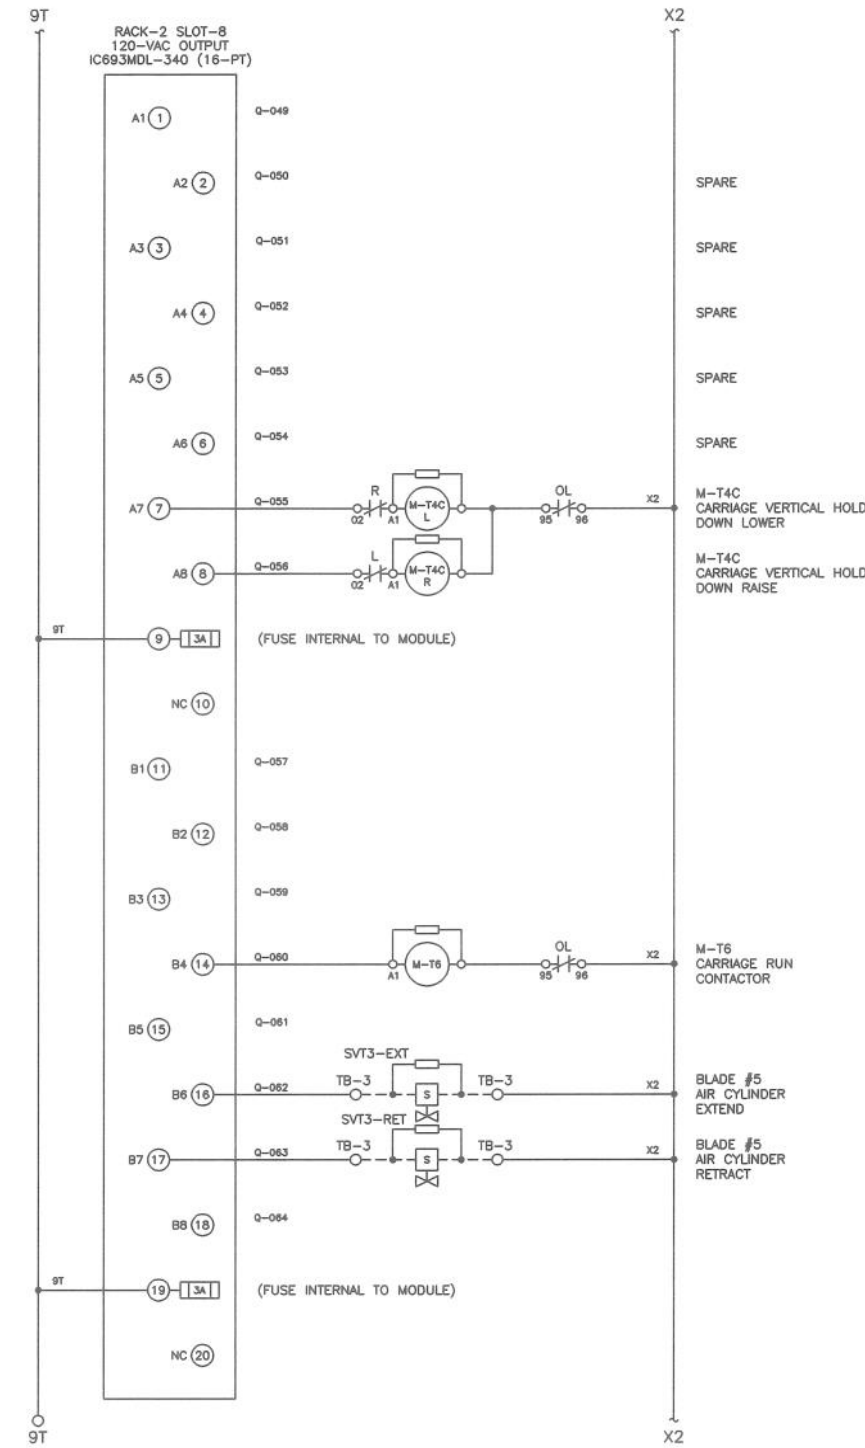 9T
X2
RACK-2 SLOT-8
120-VAC OUTPUT
IC693MDL-340 (16-PT)
A1 1 Q-049
A2 2 Q-050 SPARE
A3 3 Q-051 SPARE
A4 4 Q-052 SPARE
A5 5 Q-053 SPARE
A6 6 Q-054 SPARE
R
OL
A7 7 Q-055 M-T4C L X2
02 A1 95 96
M-T4C
CARRIAGE VERTICAL HOLD
DOWN LOWER
L
A8 8 Q-056 M-T4C R
02 A1
M-T4C
CARRIAGE VERTICAL HOLD
DOWN RAISE
9T 9 3A (FUSE INTERNAL TO MODULE)
NC 10
B1 11 Q-057
B2 12 Q-058
B3 13 Q-059
OL
B4 14 Q-060 M-T6 X2
A1 95 96
M-T6
CARRIAGE RUN
CONTACTOR
B5 15 Q-061
SVT3-EXT
TB-3 TB-3
B6 16 Q-062 S X2
BLADE #5
AIR CYLINDER
EXTEND
SVT3-RET
TB-3 TB-3
B7 17 Q-063 S X2
BLADE #5
AIR CYLINDER
RETRACT
B8 18 Q-064
9T 19 3A (FUSE INTERNAL TO MODULE)
NC 20
9T
X2